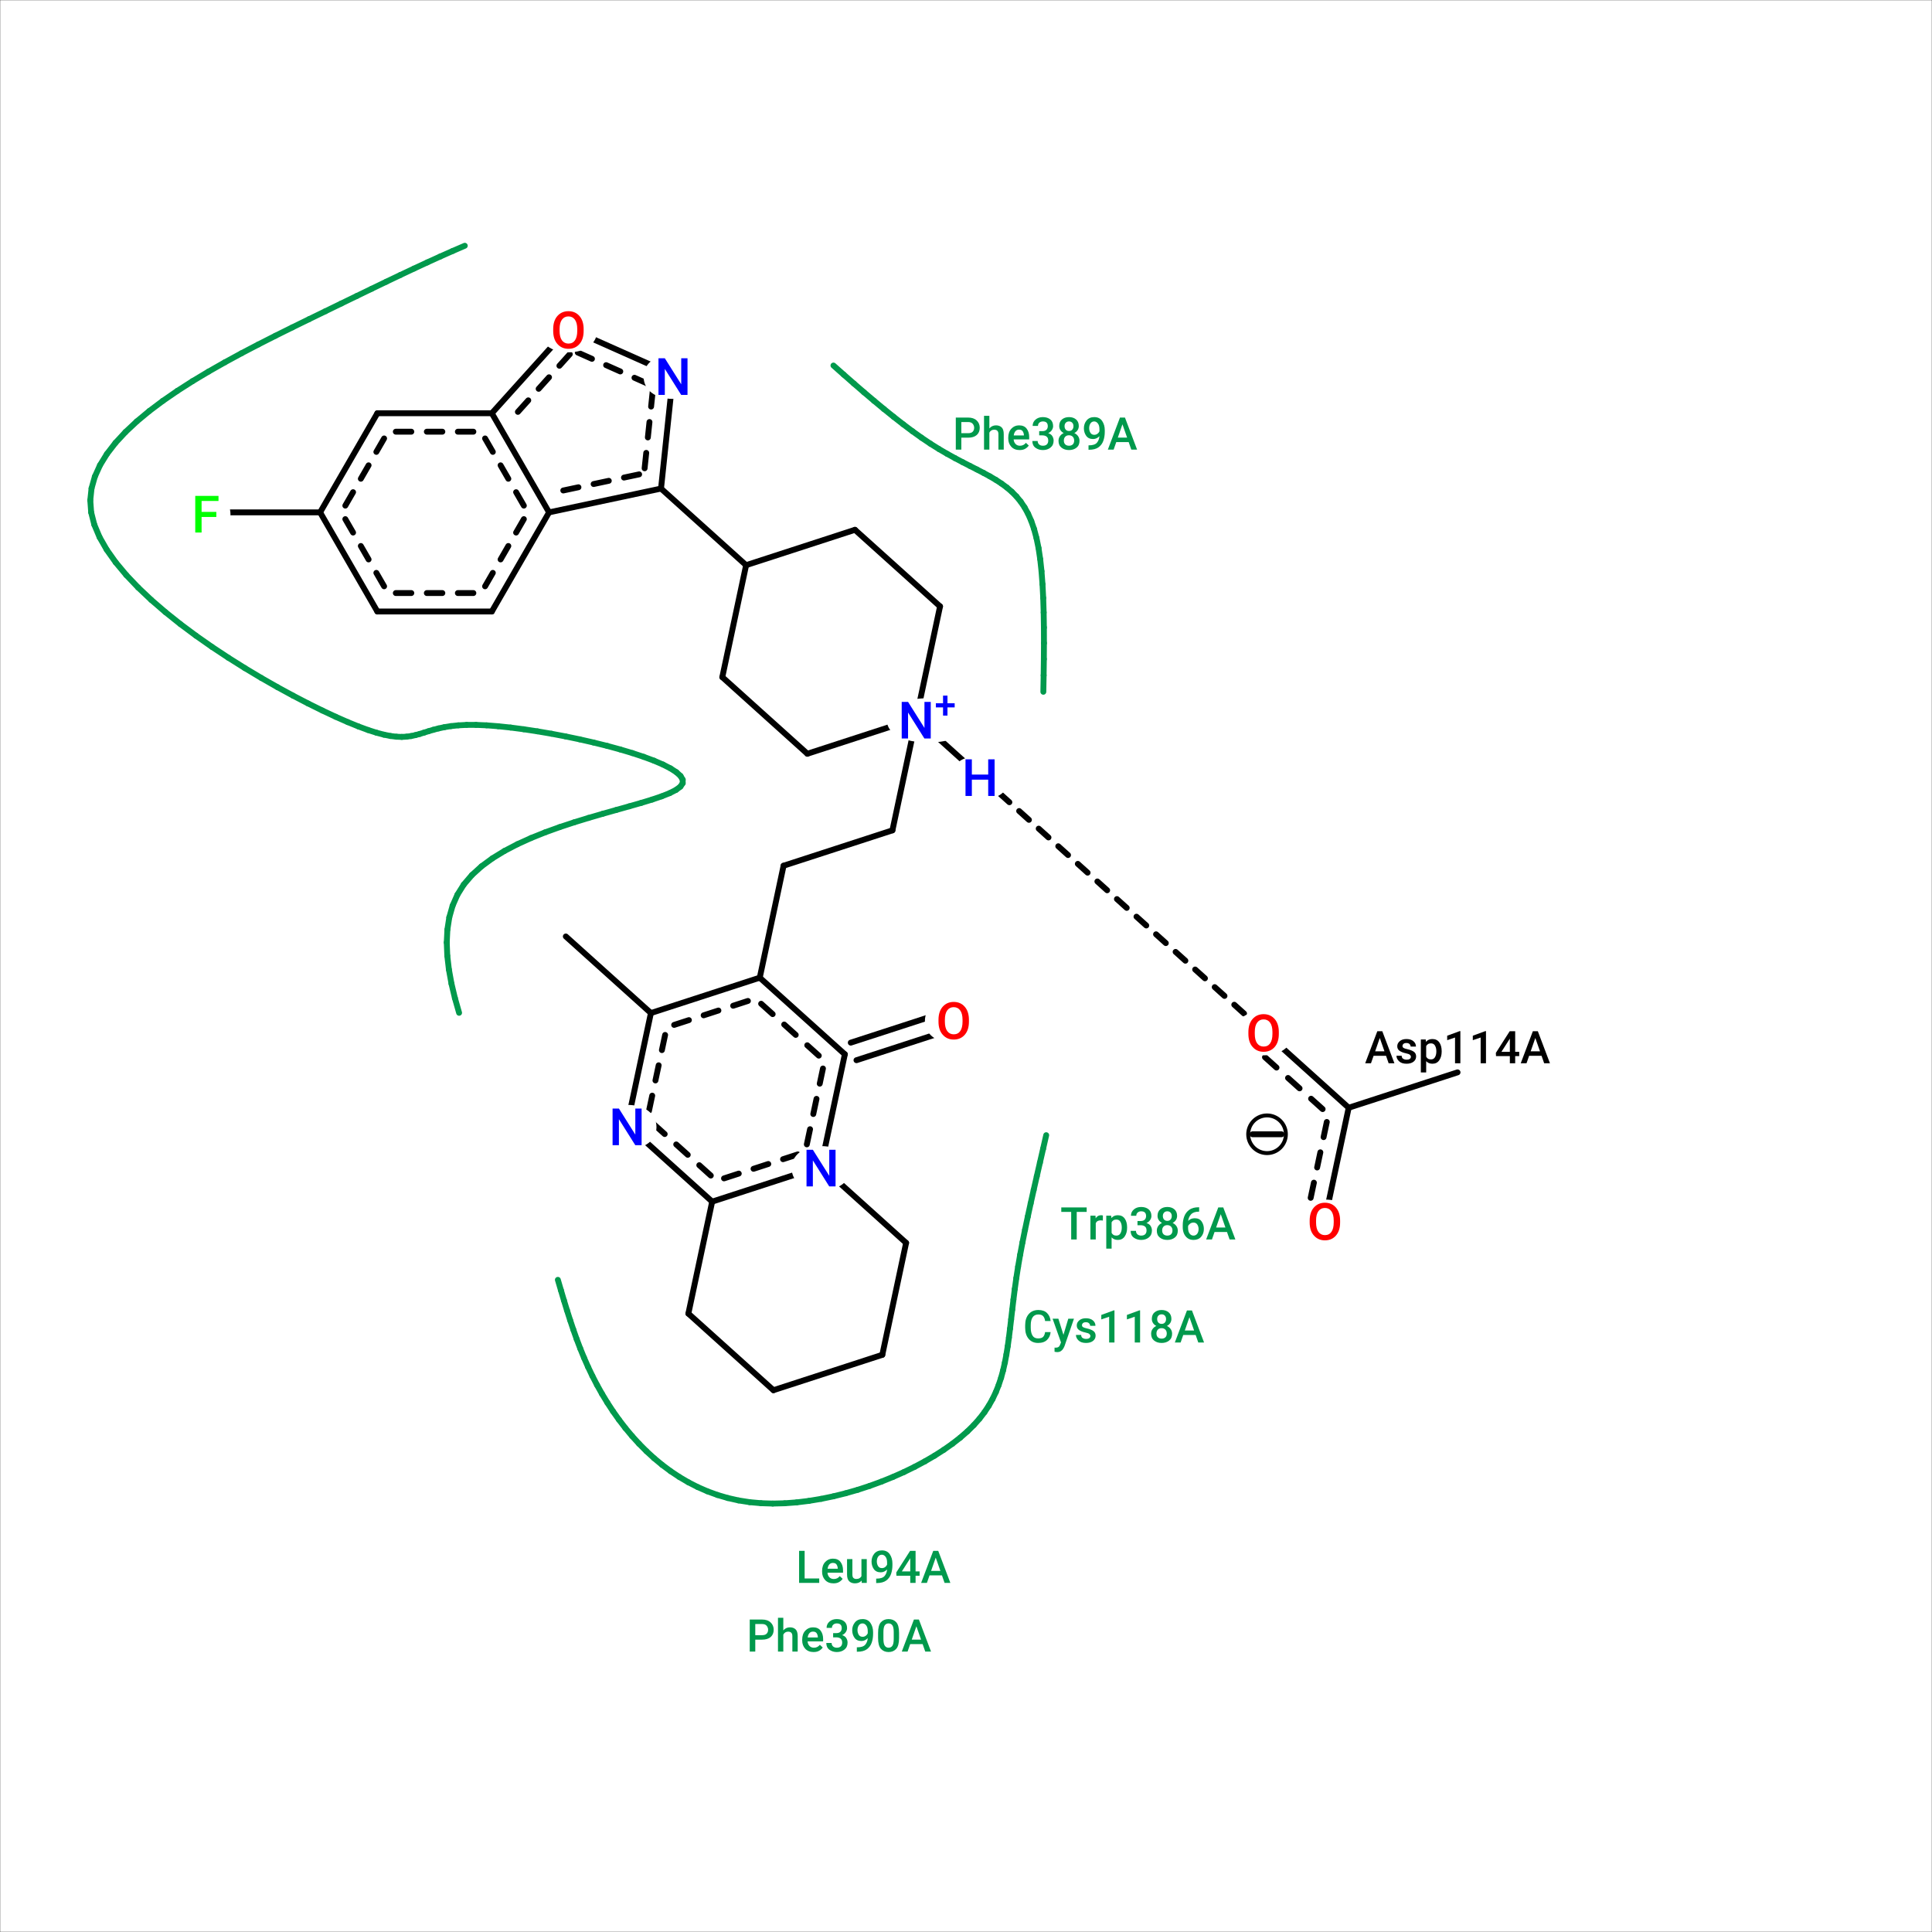 O
N
Phe389A
F
N+
H
O
O
Asp114A
N
N
Trp386A
O
Cys118A
Leu94A
Phe390A